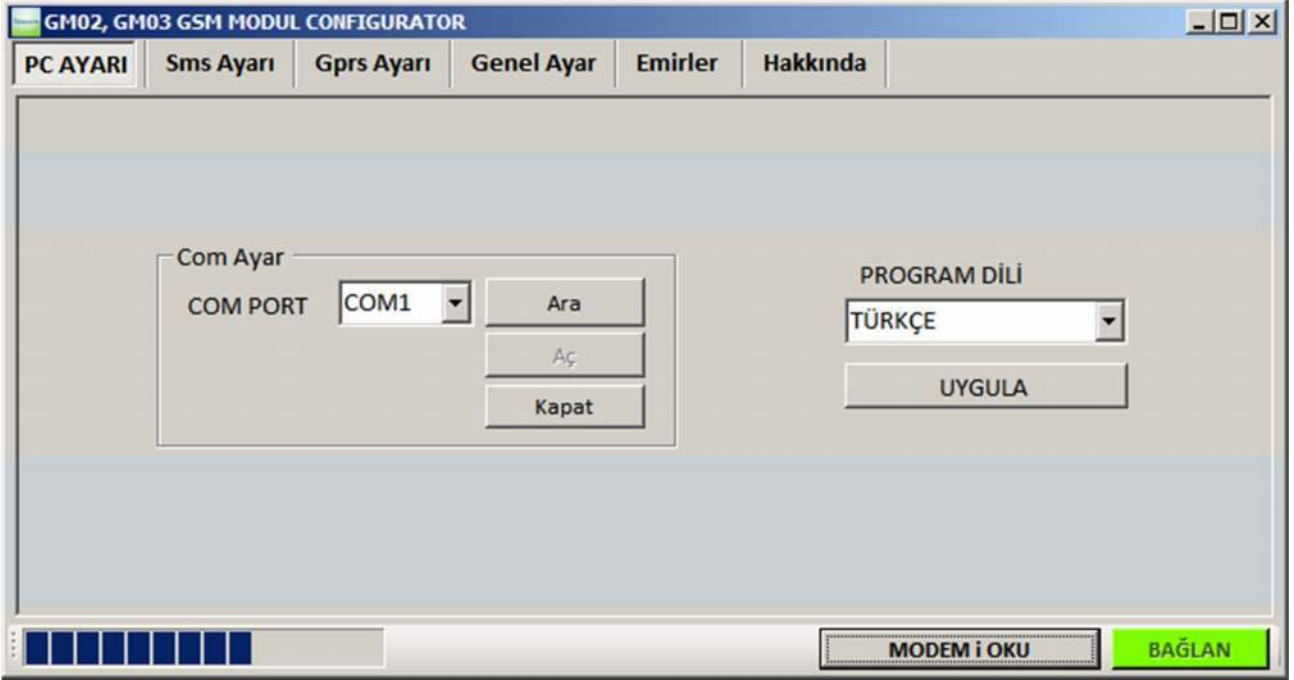 GM02, GM03 GSM MODUL CONFIGURATOR
PC AYARI Sms Ayarı Gprs Ayarı Genel Ayar Emirler Hakkında
Com Ayar
COM PORT COM1 Ara
Aç
Kapat
PROGRAM DİLİ
TÜRKÇE
UYGULA
MODEM i OKU BAĞLAN